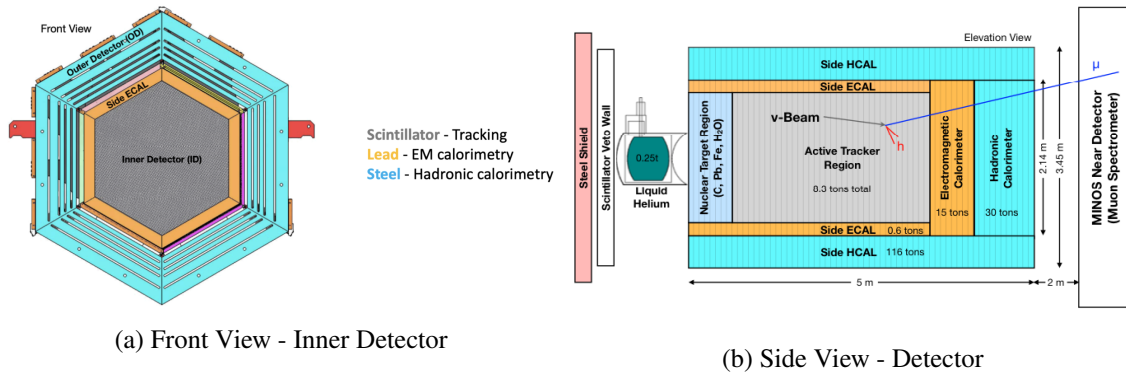 Front View
Outer Detector (OD)
Side ECAL
Inner Detector (ID)
Scintillator - Tracking
Lead - EM calorimetry
Steel - Hadronic calorimetry
(a) Front View - Inner Detector
Elevation View
Steel Shield
Scintillator Veto Wall
0.25t
Liquid
Helium
Side HCAL
Side ECAL
Nuclear Target Region
(C, Pb, Fe, H₂O)
ν-Beam
h
μ
Active Tracker
Region
8.3 tons total
Electromagnetic
Calorimeter
15 tons
Hadronic
Calorimeter
30 tons
Side ECAL 0.6 tons
Side HCAL 116 tons
2.14 m
3.45 m
5 m
2 m
MINOS Near Detector
(Muon Spectrometer)
(b) Side View - Detector